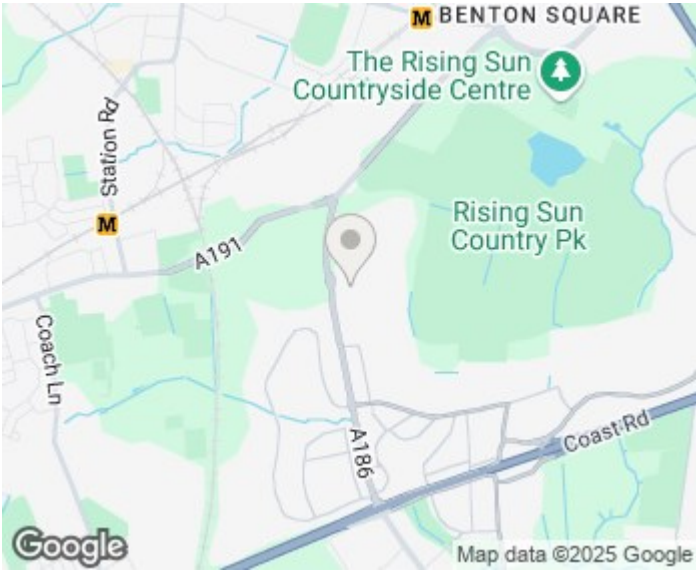 M BENTON SQUARE
The Rising Sun
Countryside Centre
Station Rd
M
Rising Sun
Country Pk
A191
Coach Ln
A186
Coast Rd
Google
Map data ©2025 Google